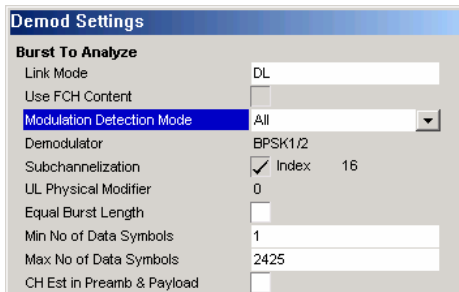 Demod Settings
Burst To Analyze
Link Mode DL
Use FCH Content
Modulation Detection Mode All
Demodulator BPSK1/2
Subchannelization Index 16
UL Physical Modifier 0
Equal Burst Length
Min No of Data Symbols 1
Max No of Data Symbols 2425
CH Est in Preamb & Payload